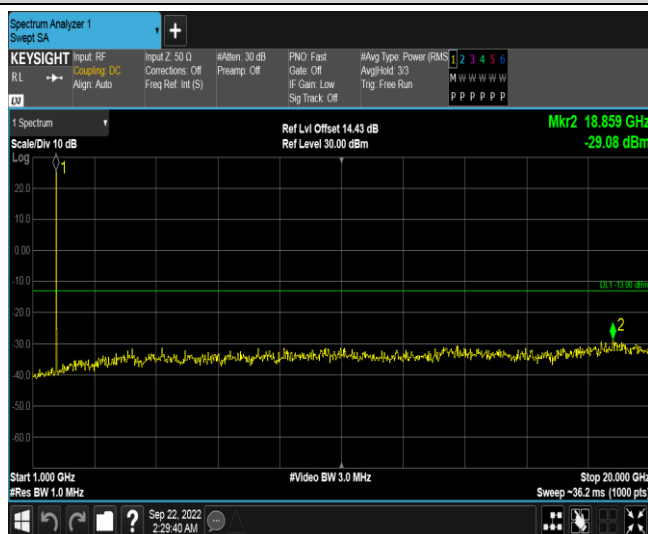 Spectrum Analyzer 1
Swept SA
+
KEYSIGHT
RL
LXI
Input: RF
Coupling: DC
Align: Auto
Input Z: 50 Ω
Corrections: Off
Freq Ref: Int (S)
#Atten: 30 dB
Preamp: Off
PNO: Fast
Gate: Off
IF Gain: Low
Sig Track: Off
#Avg Type: Power (RMS
Avg|Hold: 3/3
Trig: Free Run
1 2 3 4 5 6
M W W W W W
P P P P P P
1 Spectrum
Scale/Div 10 dB
Ref Lvl Offset 14.43 dB
Ref Level 30.00 dBm
Mkr2 18.859 GHz
-29.08 dBm
Log
1
20.0
10.0
0.00
-10.0
DL1 -13.00 dBm
2
-20.0
-30.0
-40.0
-50.0
-60.0
Start 1.000 GHz
#Video BW 3.0 MHz
Stop 20.000 GHz
#Res BW 1.0 MHz
Sweep ~36.2 ms (1000 pts)
?
Sep 22, 2022
2:29:40 AM